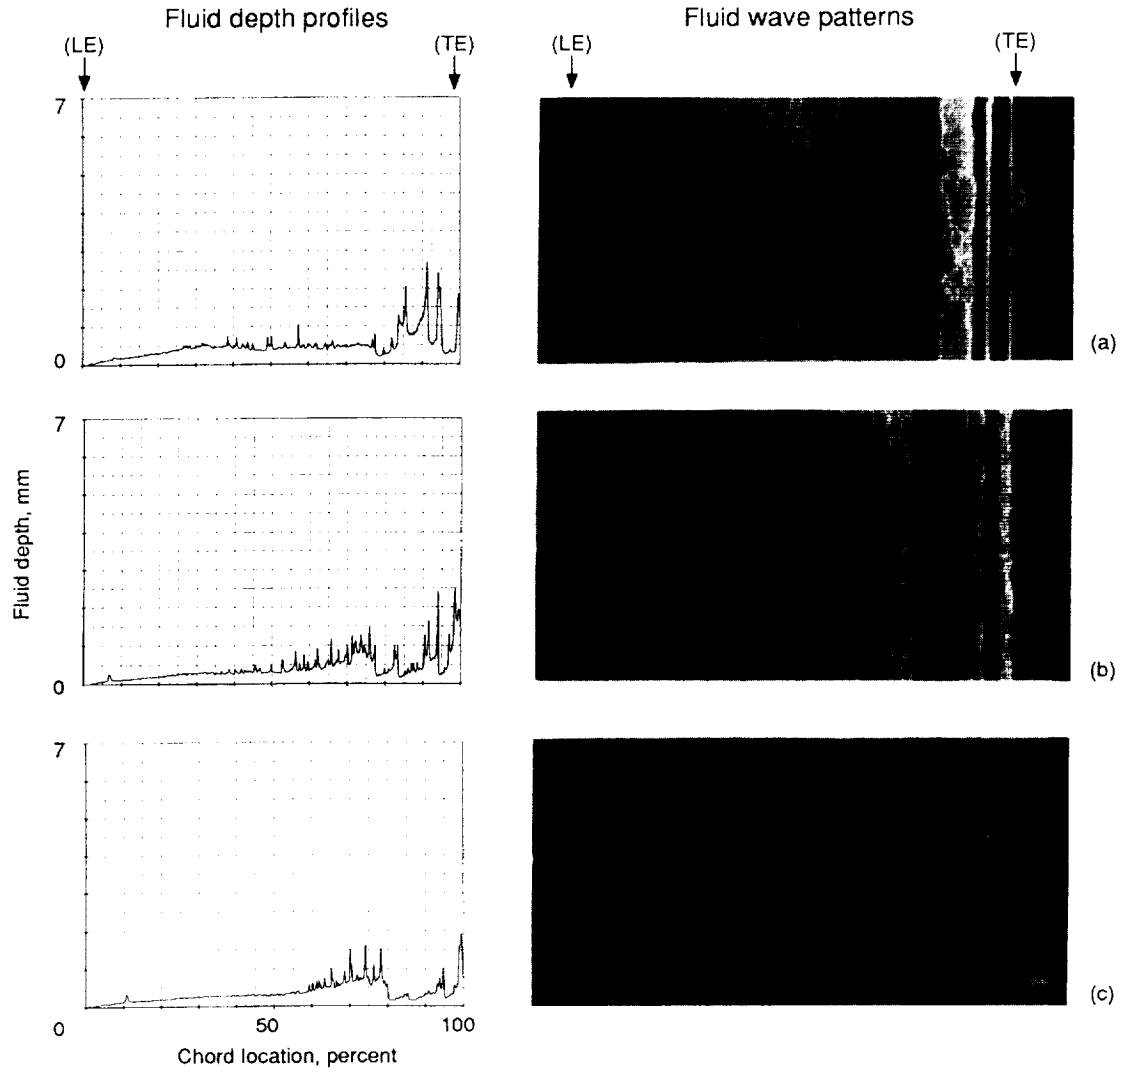 Fluid depth profiles
Fluid wave patterns
(LE)
(TE)
(LE)
(TE)
7
0
(a)
7
Fluid depth, mm
0
(b)
7
0
50
100
Chord location, percent
(c)